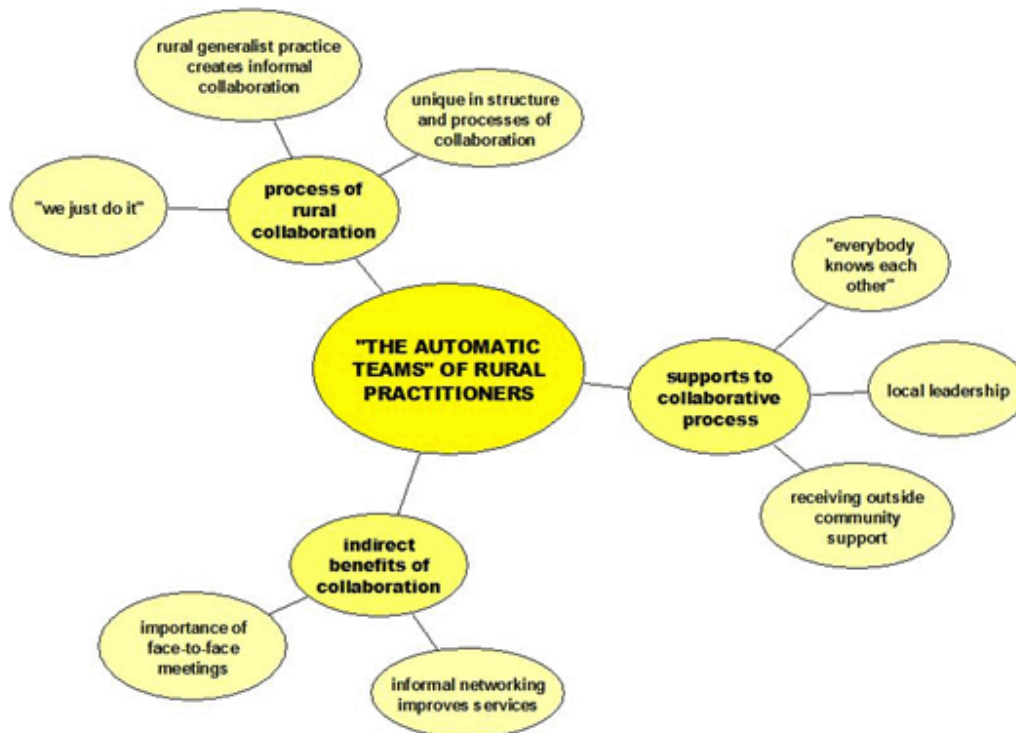 rural generalist practice
creates informal
collaboration
unique in structure
and processes of
collaboration
"we just do it"
process of
rural
collaboration
"everybody
knows each
other"
"THE AUTOMATIC
TEAMS" OF RURAL
PRACTITIONERS
supports to
collaborative
process
local leadership
receiving outside
community
support
indirect
benefits of
collaboration
importance of
face-to-face
meetings
informal networking
improves services